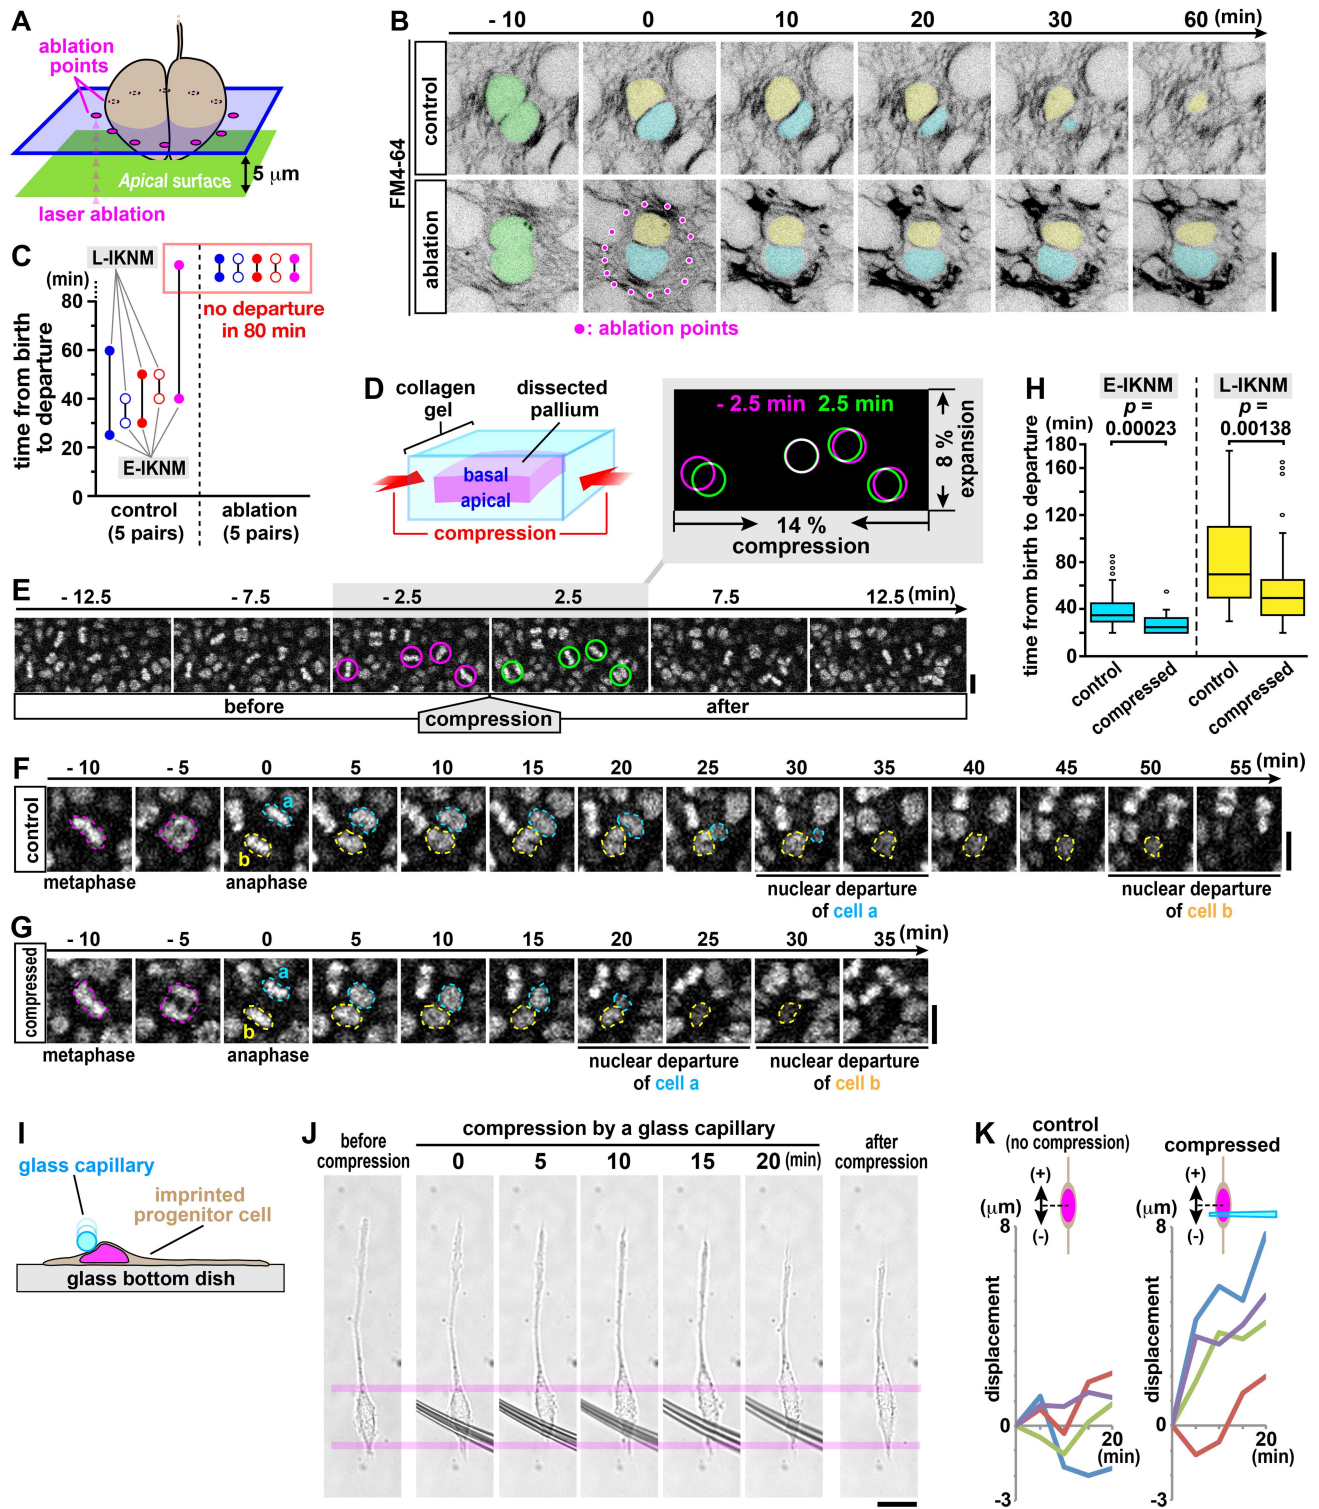 A
ablation
points
Apical surface
5 μm
laser ablation
B
- 10 0 10 20 30 60 (min)
FM4-64
control
ablation
●: ablation points
C
L-IKNM
(min)
80
60
40
20
0
time from birth
to departure
E-IKNM
no departure
in 80 min
control
(5 pairs)
ablation
(5 pairs)
D
collagen
gel
dissected
pallium
basal
apical
compression
- 2.5 min 2.5 min
8 %
expansion
14 %
compression
E
- 12.5 - 7.5 - 2.5 2.5 7.5 12.5 (min)
before
compression
after
H
E-IKNM L-IKNM
p =
0.00023
p =
0.00138
(min)
180
160
120
80
40
0
time from birth to departure
control
compressed
control
compressed
F
- 10 - 5 0 5 10 15 20 25 30 35 40 45 50 55 (min)
control
a
b
metaphase
anaphase
nuclear departure
of cell a
nuclear departure
of cell b
G
- 10 - 5 0 5 10 15 20 25 30 35 (min)
compressed
a
b
metaphase
anaphase
nuclear departure
of cell a
nuclear departure
of cell b
I
glass capillary
imprinted
progenitor cell
glass bottom dish
J
before
compression
compression by a glass capillary
0 5 10 15 20 (min)
after
compression
K
control
(no compression)
(+)
(-)
(μm)
8
0
-3
displacement
20
(min)
compressed
(+)
(-)
(μm)
8
0
-3
displacement
20
(min)